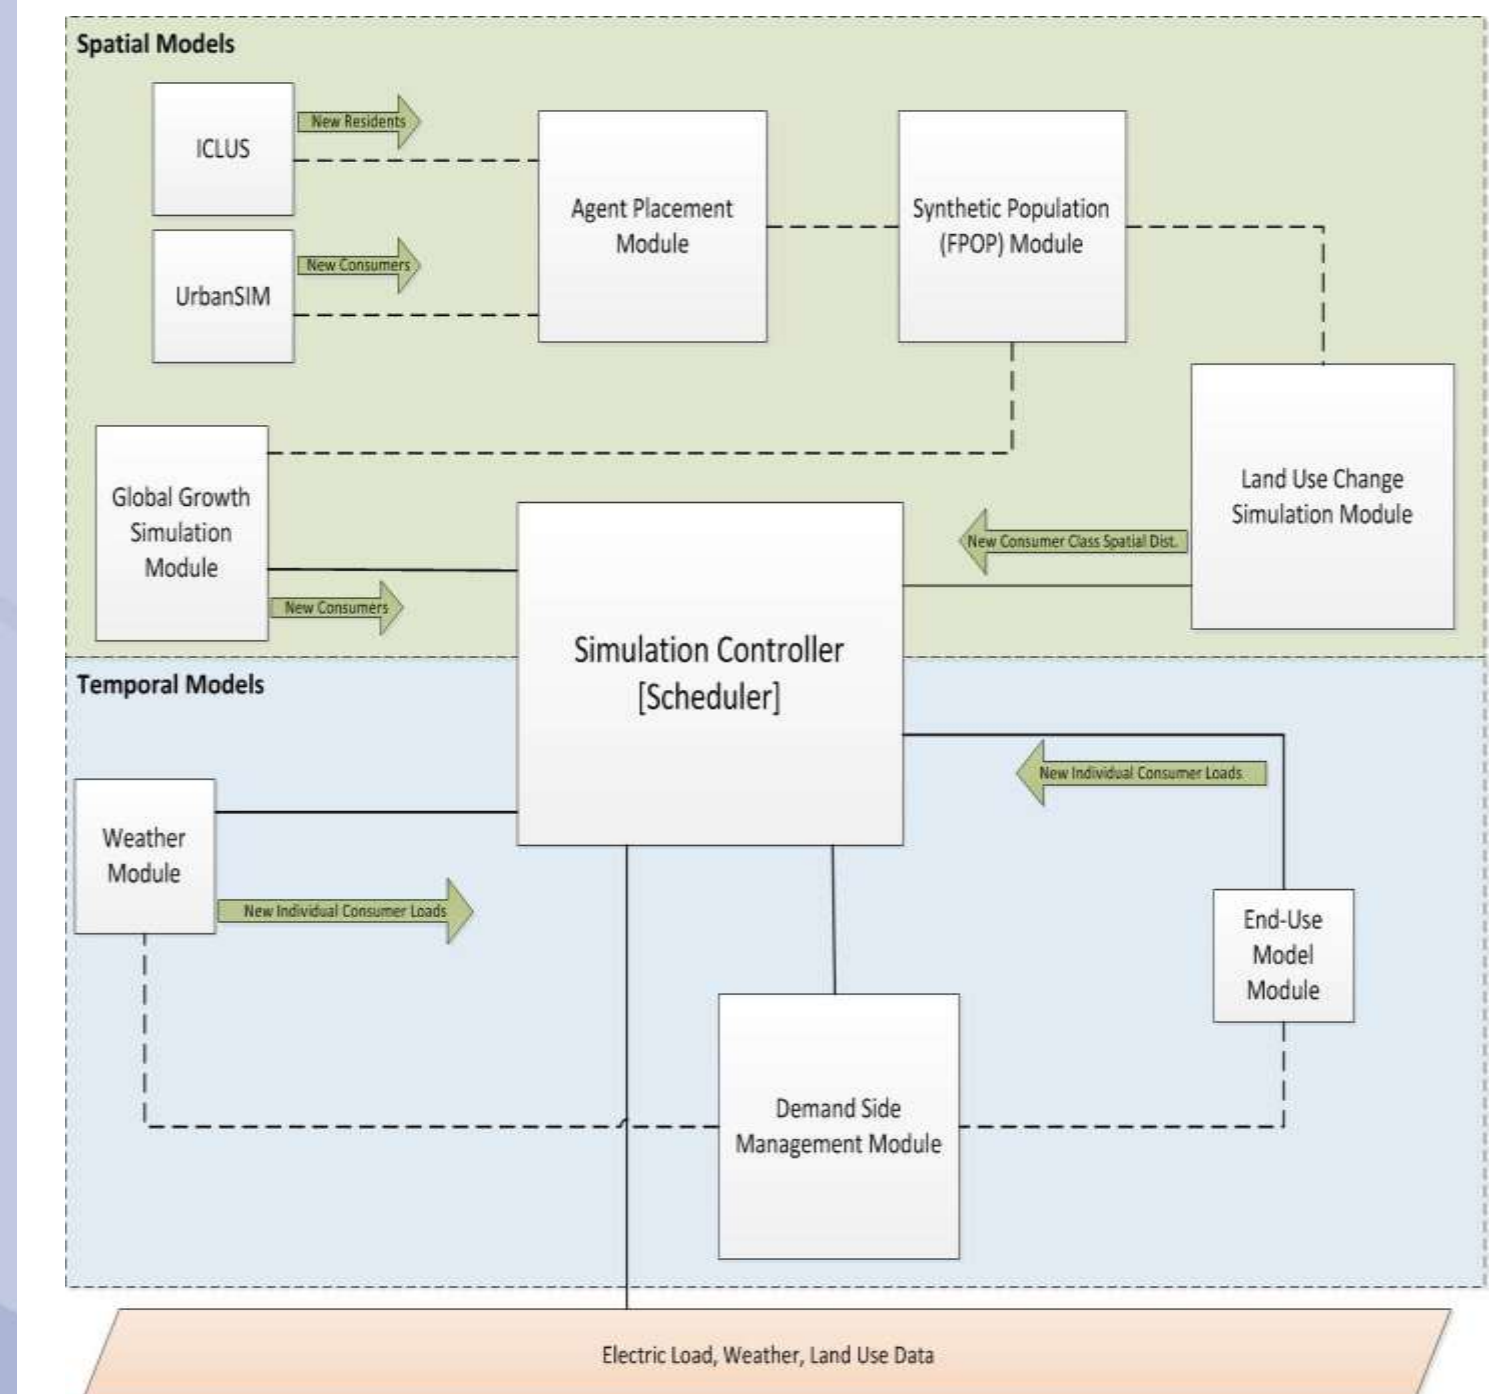 Spatial Models
ICLUS
New Residents
UrbanSIM
New Consumers
Agent Placement
Module
Synthetic Population
(FPOP) Module
Global Growth
Simulation
Module
New Consumers
Land Use Change
Simulation Module
New Consumer Class Spatial Dist.
Simulation Controller
[Scheduler]
Temporal Models
Weather
Module
New Individual Consumer Loads
New Individual Consumer Loads
End-Use
Model
Module
Demand Side
Management Module
Electric Load, Weather, Land Use Data